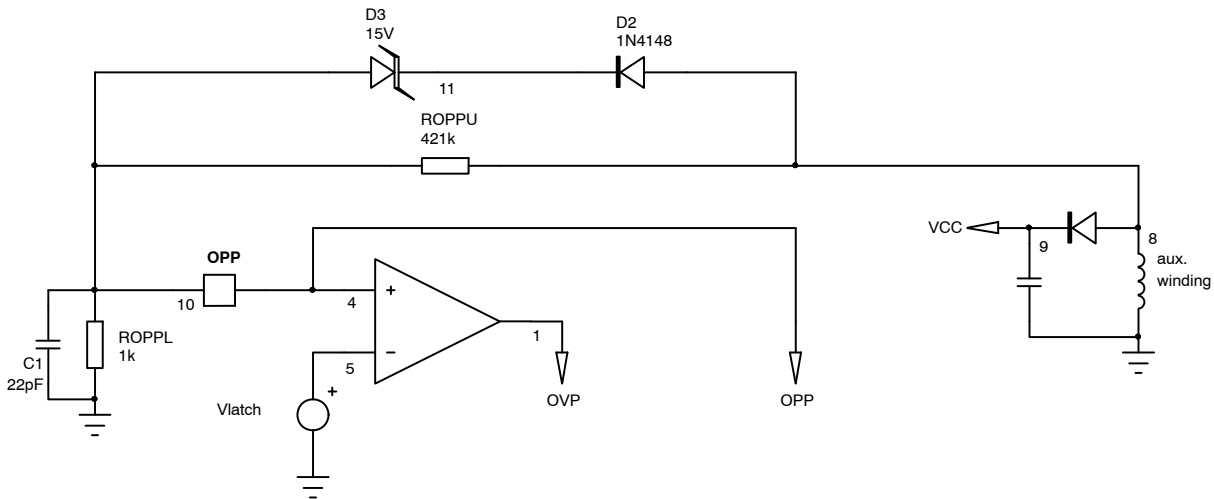 D3
15V
D2
1N4148
11
ROPPU
421k
VCC
9
8
aux.
winding
OPP
10
4
+
ROPPL
1k
C1
22pF
1
5
−
+
Vlatch
OVP
OPP